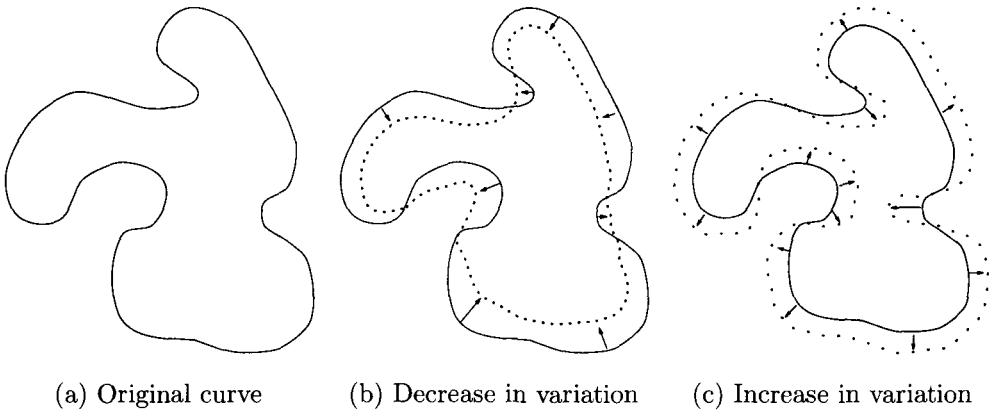 (a) Original curve
(b) Decrease in variation
(c) Increase in variation